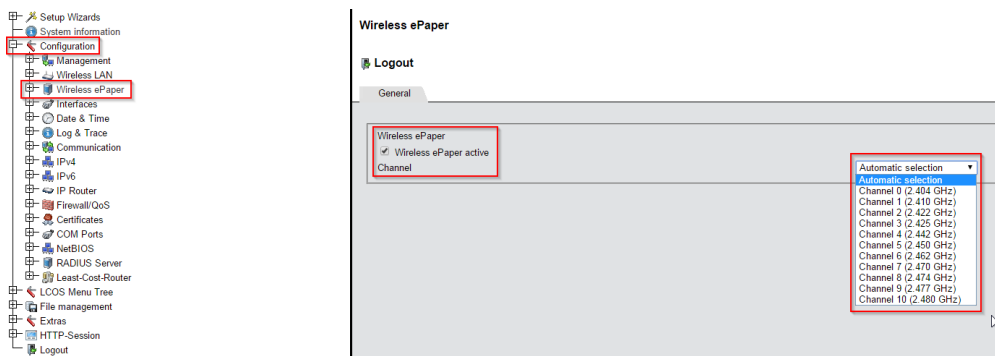 Setup Wizards
System information
Configuration
Management
Wireless LAN
Wireless ePaper
Interfaces
Date & Time
Log & Trace
Communication
IPv4
IPv6
IP Router
Firewall/QoS
Certificates
COM Ports
NetBIOS
RADIUS Server
Least-Cost-Router
LCOS Menu Tree
File management
Extras
HTTP-Session
Logout
Wireless ePaper
Logout
General
Wireless ePaper
Wireless ePaper active
Channel
Automatic selection
Automatic selection
Channel 0 (2.404 GHz)
Channel 1 (2.410 GHz)
Channel 2 (2.422 GHz)
Channel 3 (2.425 GHz)
Channel 4 (2.442 GHz)
Channel 5 (2.450 GHz)
Channel 6 (2.462 GHz)
Channel 7 (2.470 GHz)
Channel 8 (2.474 GHz)
Channel 9 (2.477 GHz)
Channel 10 (2.480 GHz)